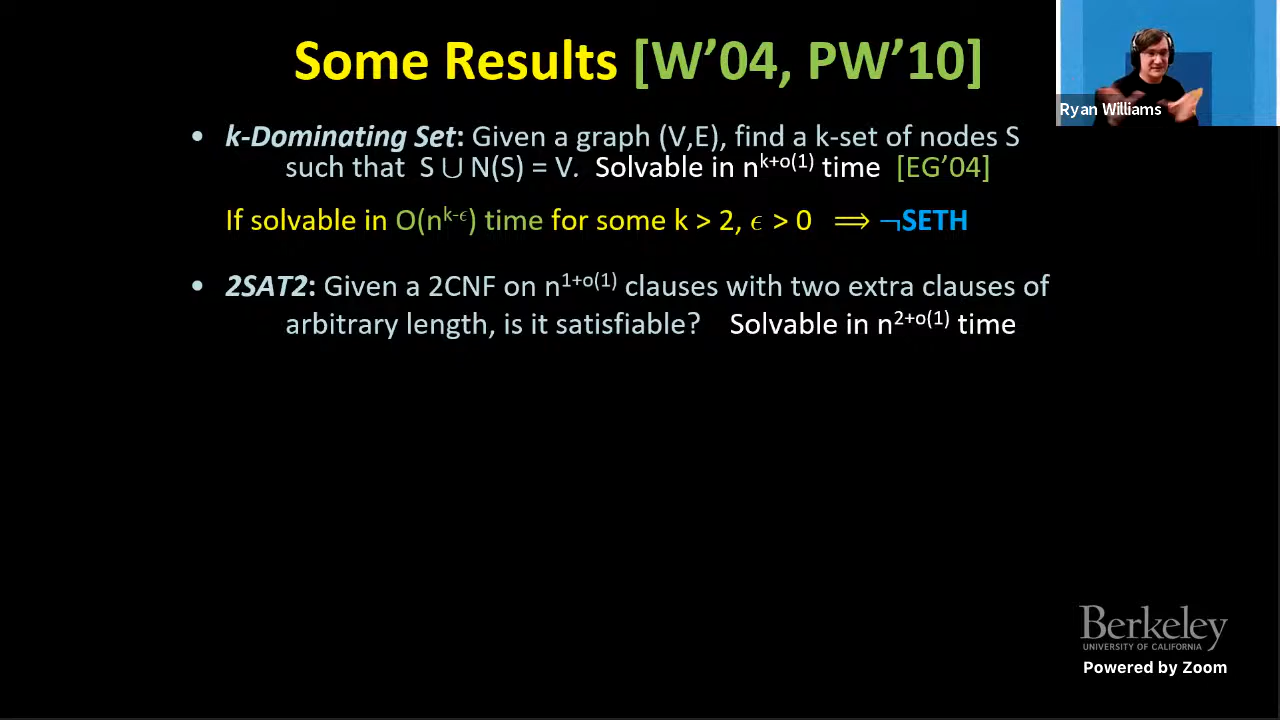 Some Results [W’04, PW’10]
Ryan Williams
• k-Dominating Set: Given a graph (V,E), find a k-set of nodes S
such that S ∪ N(S) = V. Solvable in n^{k+o(1)} time [EG’04]
If solvable in O(n^{k-ϵ}) time for some k > 2, ϵ > 0 ⟹ ¬SETH
• 2SAT2: Given a 2CNF on n^{1+o(1)} clauses with two extra clauses of
arbitrary length, is it satisfiable? Solvable in n^{2+o(1)} time
Berkeley
UNIVERSITY OF CALIFORNIA
Powered by Zoom